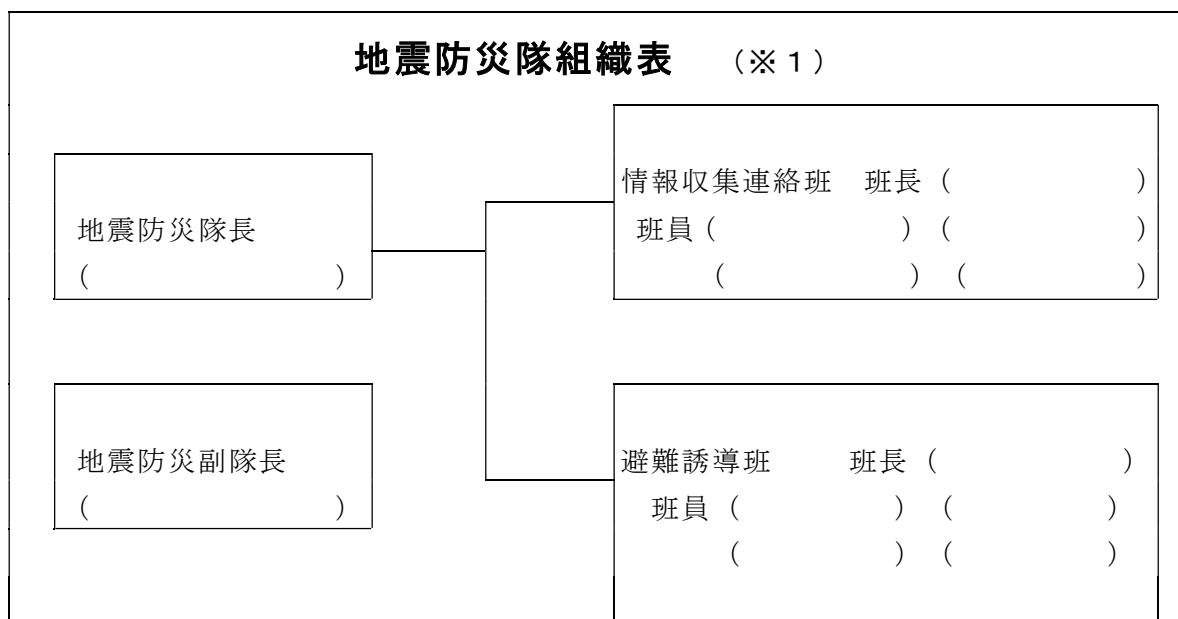 地震防災隊組織表　（※１）
地震防災隊長
（　　　　　　　　）
情報収集連絡班　班長（　　　　　　）
班員（　　　　　　）（　　　　　　）
（　　　　　　）（　　　　　　）
地震防災副隊長
（　　　　　　　　）
避難誘導班　　班長（　　　　　　）
班員（　　　　　）（　　　　　）
（　　　　　）（　　　　　）